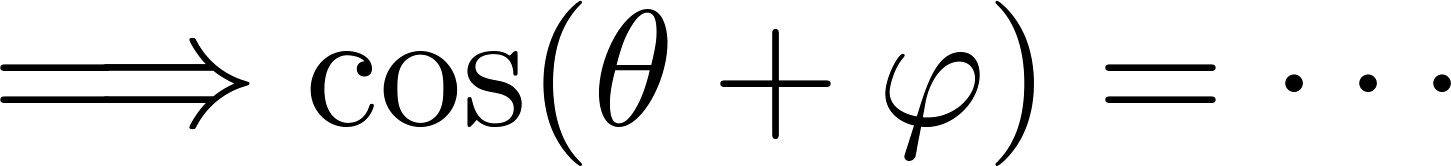 ⟹ cos(θ + φ) = ⋯